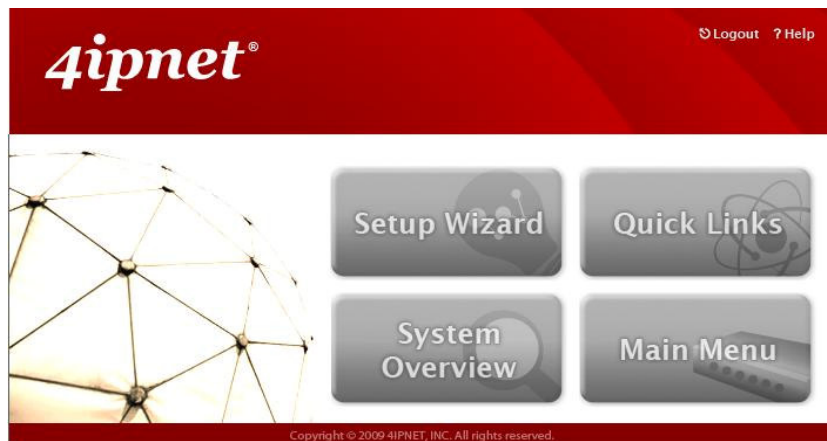 4ipnet®
Logout ? Help
Setup Wizard
Quick Links
System
Overview
Main Menu
Copyright © 2009 4IPNET, INC. All rights reserved.